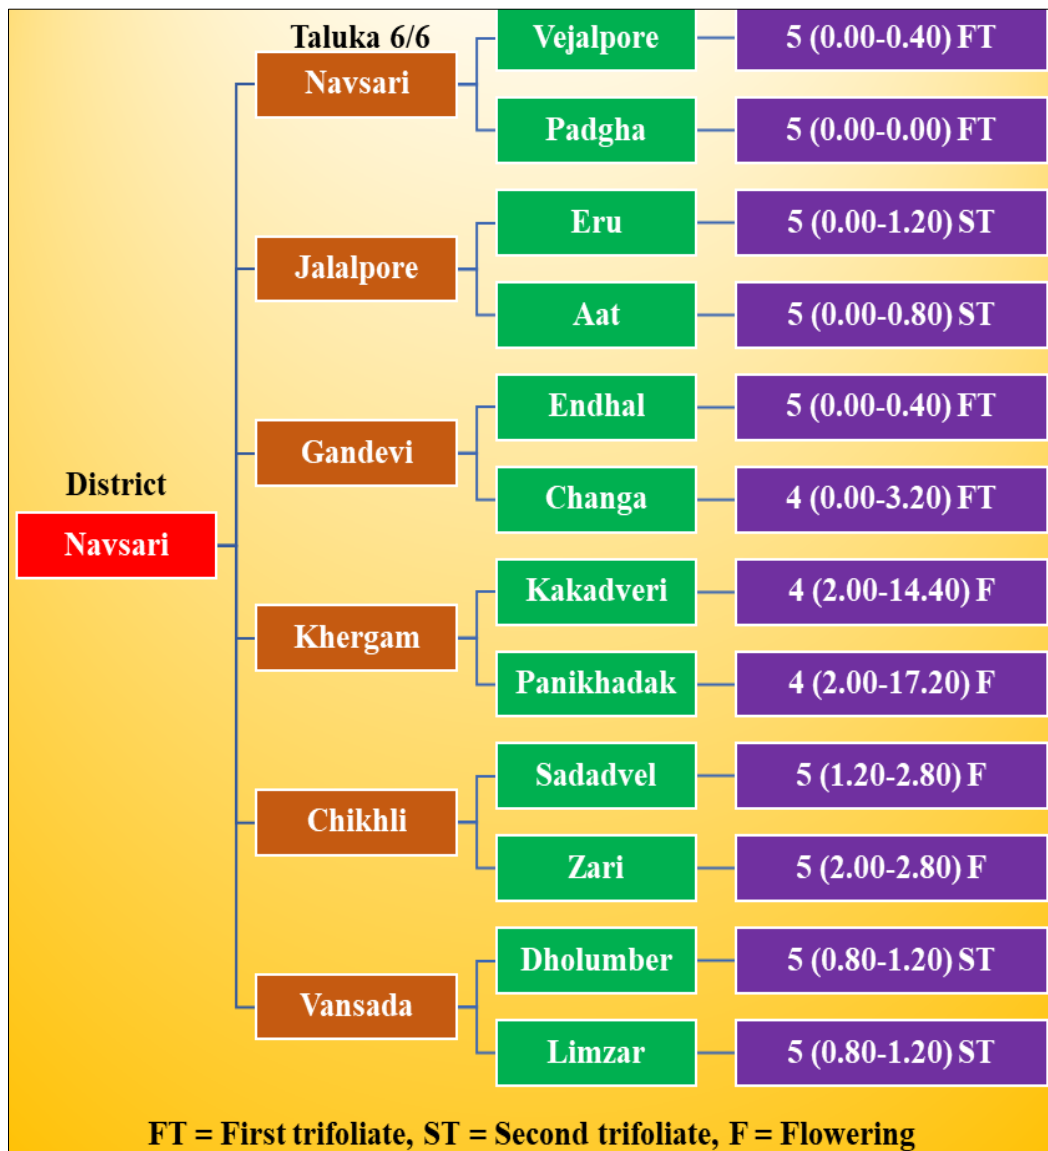 Taluka 6/6
District
Navsari
Navsari
Vejalpore
5 (0.00-0.40) FT
Padgha
5 (0.00-0.00) FT
Jalalpore
Eru
5 (0.00-1.20) ST
Aat
5 (0.00-0.80) ST
Gandevi
Endhal
5 (0.00-0.40) FT
Changa
4 (0.00-3.20) FT
Khergam
Kakadveri
4 (2.00-14.40) F
Panikhadak
4 (2.00-17.20) F
Chikhli
Sadadvel
5 (1.20-2.80) F
Zari
5 (2.00-2.80) F
Vansada
Dholumber
5 (0.80-1.20) ST
Limzar
5 (0.80-1.20) ST
FT = First trifoliate, ST = Second trifoliate, F = Flowering